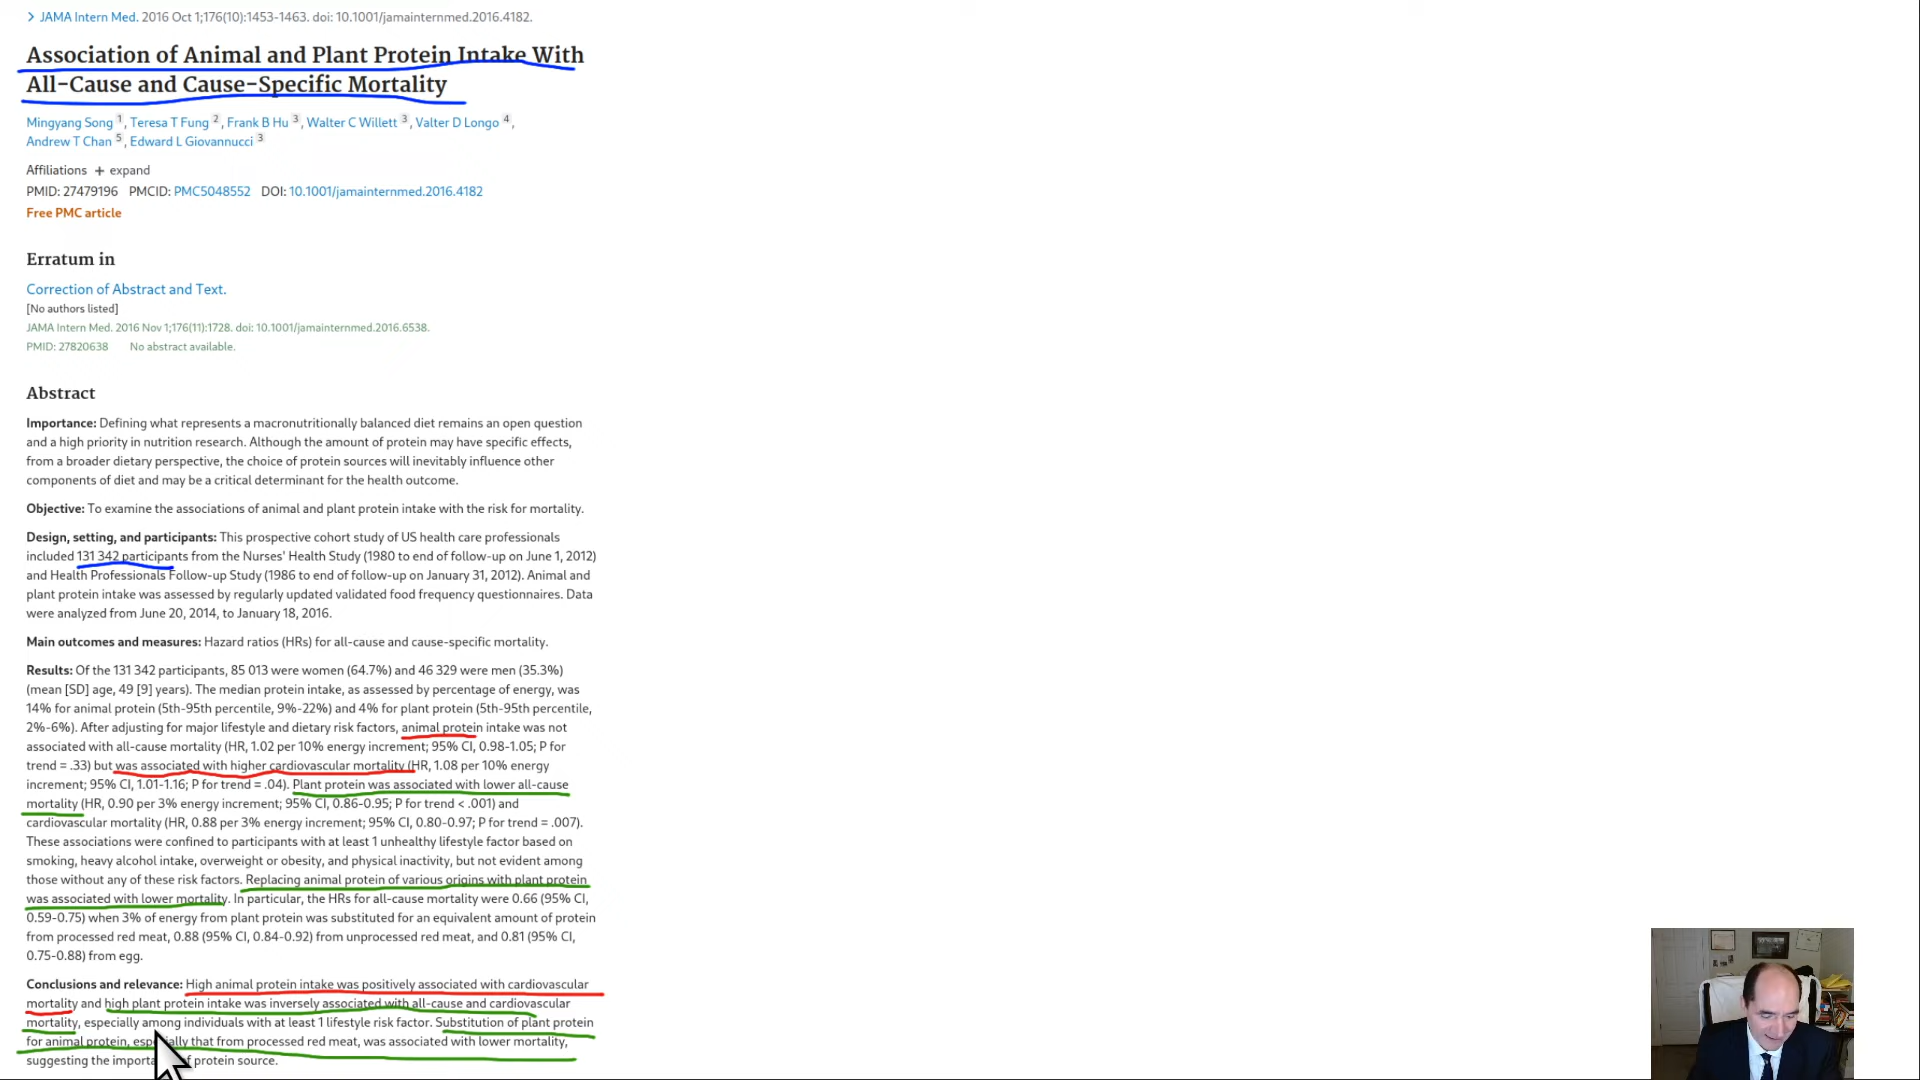 > JAMA Intern Med. 2016 Oct 1;176(10):1453-1463. doi: 10.1001/jamainternmed.2016.4182.
Association of Animal and Plant Protein Intake With
All-Cause and Cause-Specific Mortality
Mingyang Song 1, Teresa T Fung 2, Frank B Hu 3, Walter C Willett 3, Valter D Longo 4,
Andrew T Chan 5, Edward L Giovannucci 3
Affiliations + expand
PMID: 27479196 PMCID: PMC5048552 DOI: 10.1001/jamainternmed.2016.4182
Free PMC article
Erratum in
Correction of Abstract and Text.
[No authors listed]
JAMA Intern Med. 2016 Nov 1;176(11):1728. doi: 10.1001/jamainternmed.2016.6538.
PMID: 27820638 No abstract available.
Abstract
Importance: Defining what represents a macronutritionally balanced diet remains an open question
and a high priority in nutrition research. Although the amount of protein may have specific effects,
from a broader dietary perspective, the choice of protein sources will inevitably influence other
components of diet and may be a critical determinant for the health outcome.
Objective: To examine the associations of animal and plant protein intake with the risk for mortality.
Design, setting, and participants: This prospective cohort study of US health care professionals
included 131 342 participants from the Nurses' Health Study (1980 to end of follow-up on June 1, 2012)
and Health Professionals Follow-up Study (1986 to end of follow-up on January 31, 2012). Animal and
plant protein intake was assessed by regularly updated validated food frequency questionnaires. Data
were analyzed from June 20, 2014, to January 18, 2016.
Main outcomes and measures: Hazard ratios (HRs) for all-cause and cause-specific mortality.
Results: Of the 131 342 participants, 85 013 were women (64.7%) and 46 329 were men (35.3%)
(mean [SD] age, 49 [9] years). The median protein intake, as assessed by percentage of energy, was
14% for animal protein (5th-95th percentile, 9%-22%) and 4% for plant protein (5th-95th percentile,
2%-6%). After adjusting for major lifestyle and dietary risk factors, animal protein intake was not
associated with all-cause mortality (HR, 1.02 per 10% energy increment; 95% CI, 0.98-1.05; P for
trend = .33) but was associated with higher cardiovascular mortality (HR, 1.08 per 10% energy
increment; 95% CI, 1.01-1.16; P for trend = .04). Plant protein was associated with lower all-cause
mortality (HR, 0.90 per 3% energy increment; 95% CI, 0.86-0.95; P for trend < .001) and
cardiovascular mortality (HR, 0.88 per 3% energy increment; 95% CI, 0.80-0.97; P for trend = .007).
These associations were confined to participants with at least 1 unhealthy lifestyle factor based on
smoking, heavy alcohol intake, overweight or obesity, and physical inactivity, but not evident among
those without any of these risk factors. Replacing animal protein of various origins with plant protein
was associated with lower mortality. In particular, the HRs for all-cause mortality were 0.66 (95% CI,
0.59-0.75) when 3% of energy from plant protein was substituted for an equivalent amount of protein
from processed red meat, 0.88 (95% CI, 0.84-0.92) from unprocessed red meat, and 0.81 (95% CI,
0.75-0.88) from egg.
Conclusions and relevance: High animal protein intake was positively associated with cardiovascular
mortality and high plant protein intake was inversely associated with all-cause and cardiovascular
mortality, especially among individuals with at least 1 lifestyle risk factor. Substitution of plant protein
for animal protein, especially that from processed red meat, was associated with lower mortality,
suggesting the protein source.